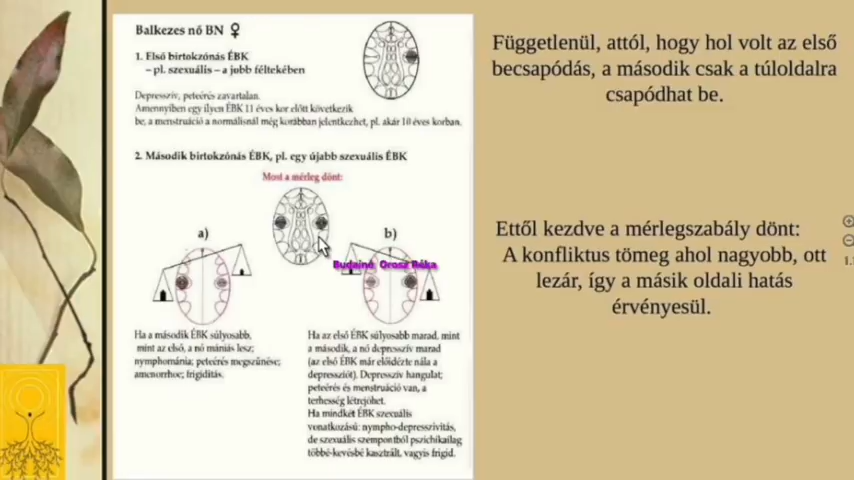 Balkezes nő BN ♀
1. Első birtokzónás ÉBK
– pl. szexuális – a jobb féltekében
Depresszív, peteérés zavartalan.
Amennyiben egy ilyen ÉBK 11 éves kor előtt következik
be, a menstruáció a normálisnál még korábban jelentkezhet, pl. akár 10 éves korban.
2. Második birtokzónás ÉBK, pl. egy újabb szexuális ÉBK
Most a mérleg dönt:
a)
b)
Budainé Orosz Réka
Ha a második ÉBK súlyosabb,
mint az első, a nő mániás lesz;
nymphománia; peteérés megszűnése;
amenorrhoe; frigiditás.
Ha az első ÉBK súlyosabb marad, mint
a második, a nő depresszív marad
(az első ÉBK már előidézte nála a
depressziót). Depresszív hangulat;
peteérés és menstruáció van, a
terhesség létrejöhet.
Ha mindkét ÉBK szexuális
vonatkozású: nympho-depresszivitás,
de szexuális szempontból pszichikailag
többé-kevésbé kasztrált, vagyis frigid.
Függetlenül, attól, hogy hol volt az első
becsapódás, a második csak a túloldalra
csapódhat be.
Ettől kezdve a mérlegszabály dönt:
A konfliktus tömeg ahol nagyobb, ott
lezár, így a másik oldali hatás
érvényesül.